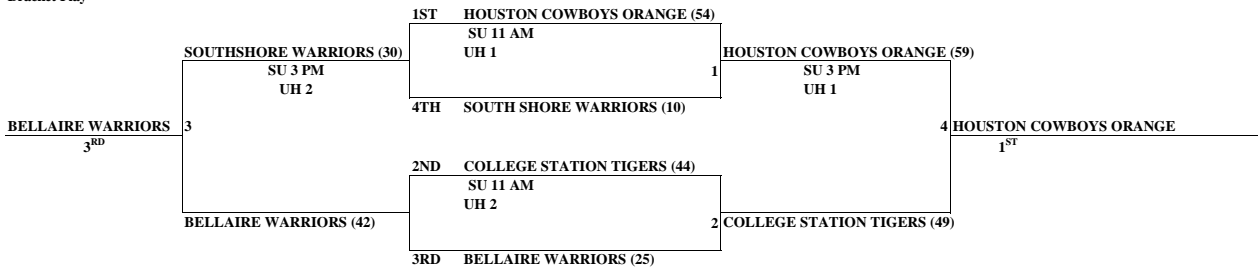 Bracket Play
1ST HOUSTON COWBOYS ORANGE (54)
SU 11 AM
UH 1
SOUTHSHORE WARRIORS (30)
HOUSTON COWBOYS ORANGE (59)
SU 3 PM
UH 2
1
SU 3 PM
UH 1
4TH SOUTH SHORE WARRIORS (10)
BELLAIRE WARRIORS 3
3RD
4 HOUSTON COWBOYS ORANGE
1ST
2ND COLLEGE STATION TIGERS (44)
SU 11 AM
UH 2
BELLAIRE WARRIORS (42)
2 COLLEGE STATION TIGERS (49)
3RD BELLAIRE WARRIORS (25)